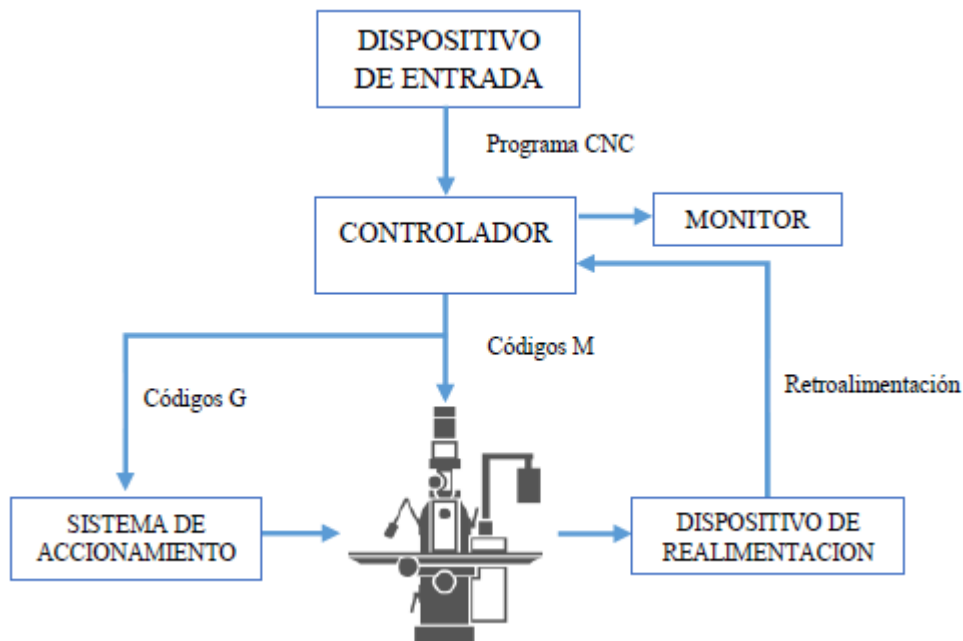 DISPOSITIVO
DE ENTRADA
Programa CNC
CONTROLADOR
MONITOR
Códigos M
Códigos G
Retroalimentación
SISTEMA DE
ACCIONAMIENTO
DISPOSITIVO DE
REALIMENTACION